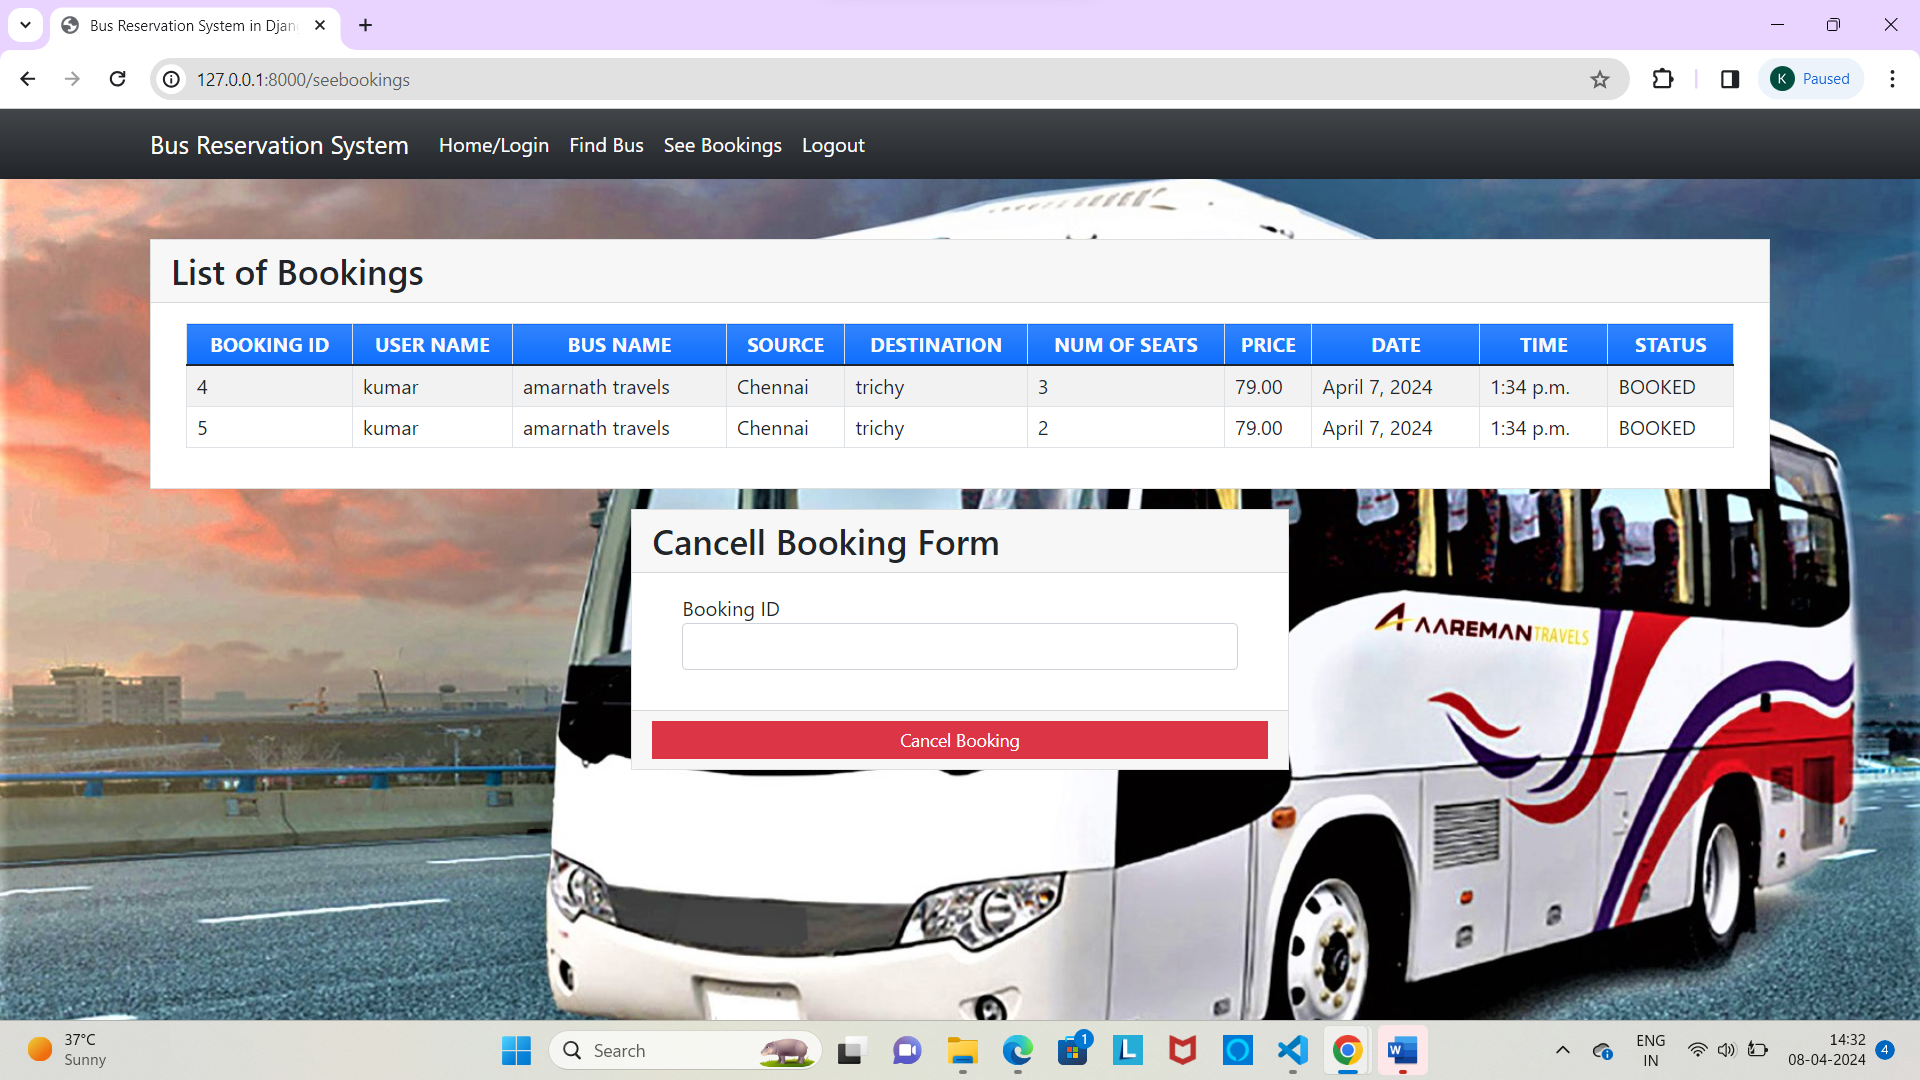 Bus Reservation System in Djan
127.0.0.1:8000/seebookings
K Paused
Bus Reservation System Home/Login Find Bus See Bookings Logout
List of Bookings
BOOKING ID USER NAME BUS NAME SOURCE DESTINATION NUM OF SEATS PRICE DATE TIME STATUS
4 kumar amarnath travels Chennai trichy 3 79.00 April 7, 2024 1:34 p.m. BOOKED
5 kumar amarnath travels Chennai trichy 2 79.00 April 7, 2024 1:34 p.m. BOOKED
Cancell Booking Form
Booking ID
Cancel Booking
AAREMANTRAVELS
37°C
Sunny
Search
1
L
W
ENG
IN
14:32
08-04-2024
4